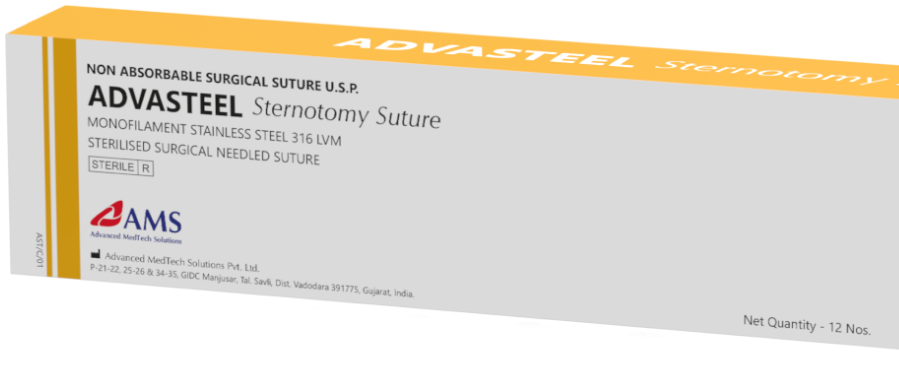 ADVASTEEL Sternotomy
NON ABSORBABLE SURGICAL SUTURE U.S.P.
ADVASTEEL Sternotomy Suture
MONOFILAMENT STAINLESS STEEL 316 LVM
STERILISED SURGICAL NEEDLED SUTURE
STERILE R
AMS
Advanced MedTech Solutions
Advanced MedTech Solutions Pvt. Ltd.
P-21-22, 25-26 & 34-35, GIDC Manjusar, Tal. Savli, Dist. Vadodara 391775, Gujarat, India.
AST/C/01
Net Quantity - 12 Nos.